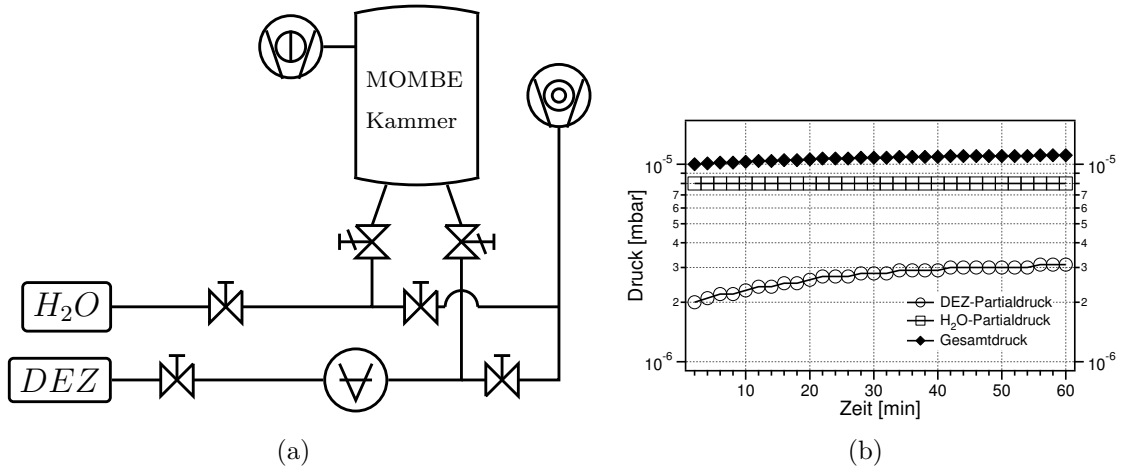 MOMBE
Kammer
H₂O
DEZ
(a)
Druck [mbar]
10⁻⁵
7
6
5
4
3
2
10⁻⁶
10⁻⁵
7
6
5
4
3
2
10⁻⁶
DEZ-Partialdruck
H₂O-Partialdruck
Gesamtdruck
10 20 30 40 50 60
Zeit [min]
(b)